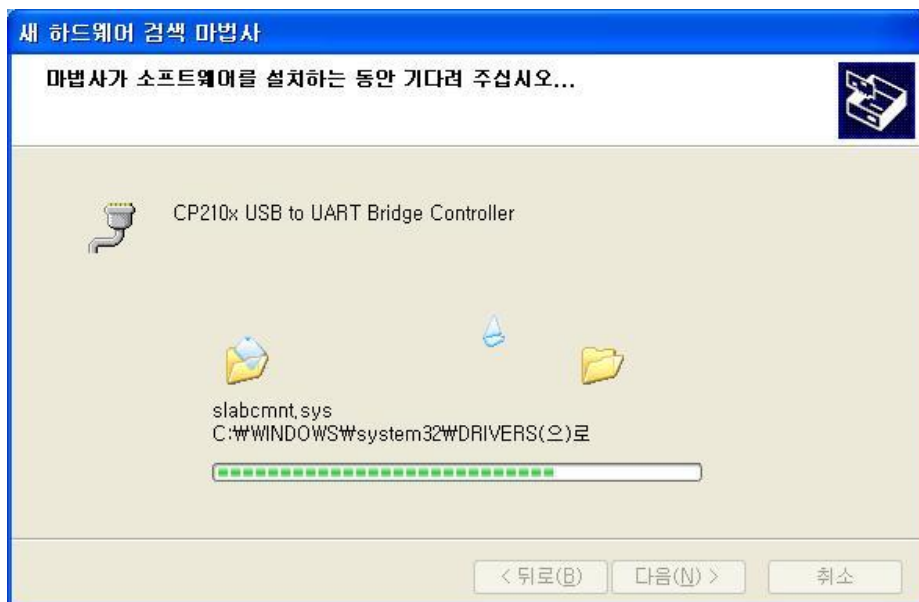 새 하드웨어 검색 마법사
마법사가 소프트웨어를 설치하는 동안 기다려 주십시오...
CP210x USB to UART Bridge Controller
slabcmnt.sys
C:₩WINDOWS₩system32₩DRIVERS(으)로
< 뒤로(B)
다음(N) >
취소